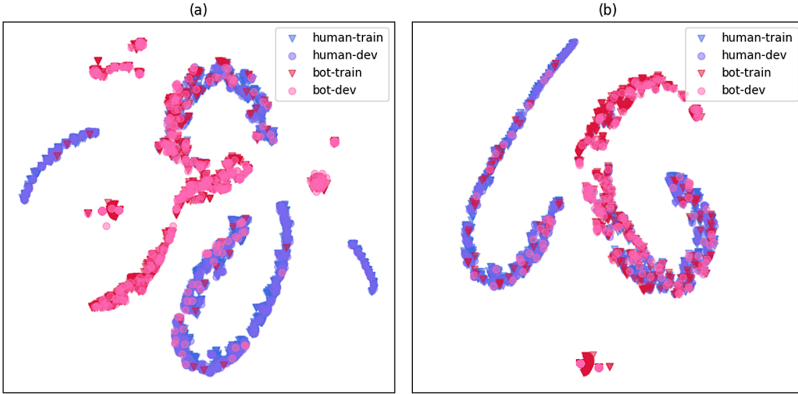 (a)
human-train
human-dev
bot-train
bot-dev
(b)
human-train
human-dev
bot-train
bot-dev